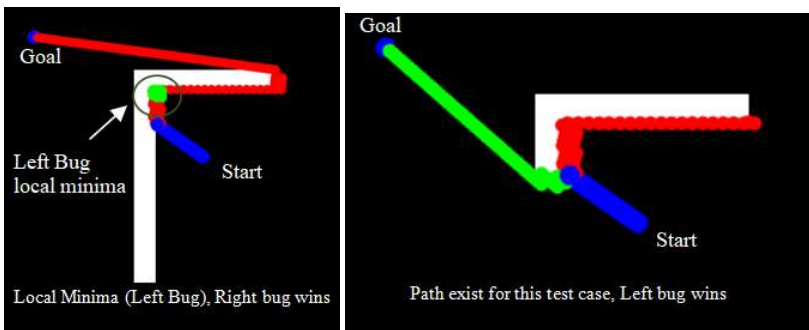 Goal
Left Bug
local minima
Start
Local Minima (Left Bug), Right bug wins
Goal
Start
Path exist for this test case, Left bug wins